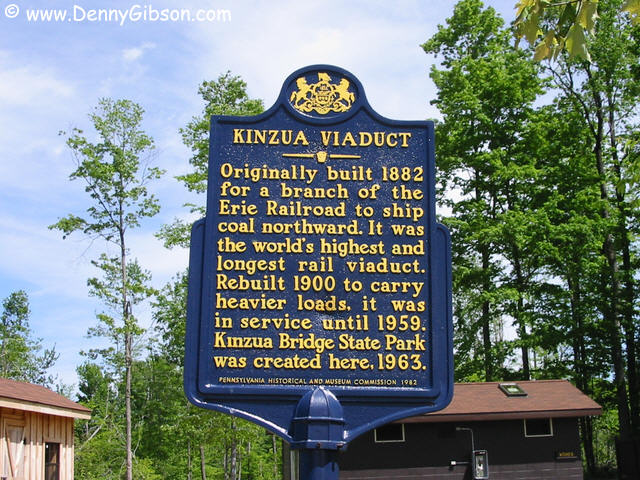 © www.DennyGibson.com
KINZUA VIADUCT
Originally built 1882
for a branch of the
Erie Railroad to ship
coal northward. It was
the world's highest and
longest rail viaduct.
Rebuilt 1900 to carry
heavier loads, it was
in service until 1959.
Kinzua Bridge State Park
was created here, 1963.
PENNSYLVANIA HISTORICAL AND MUSEUM COMMISSION 1982